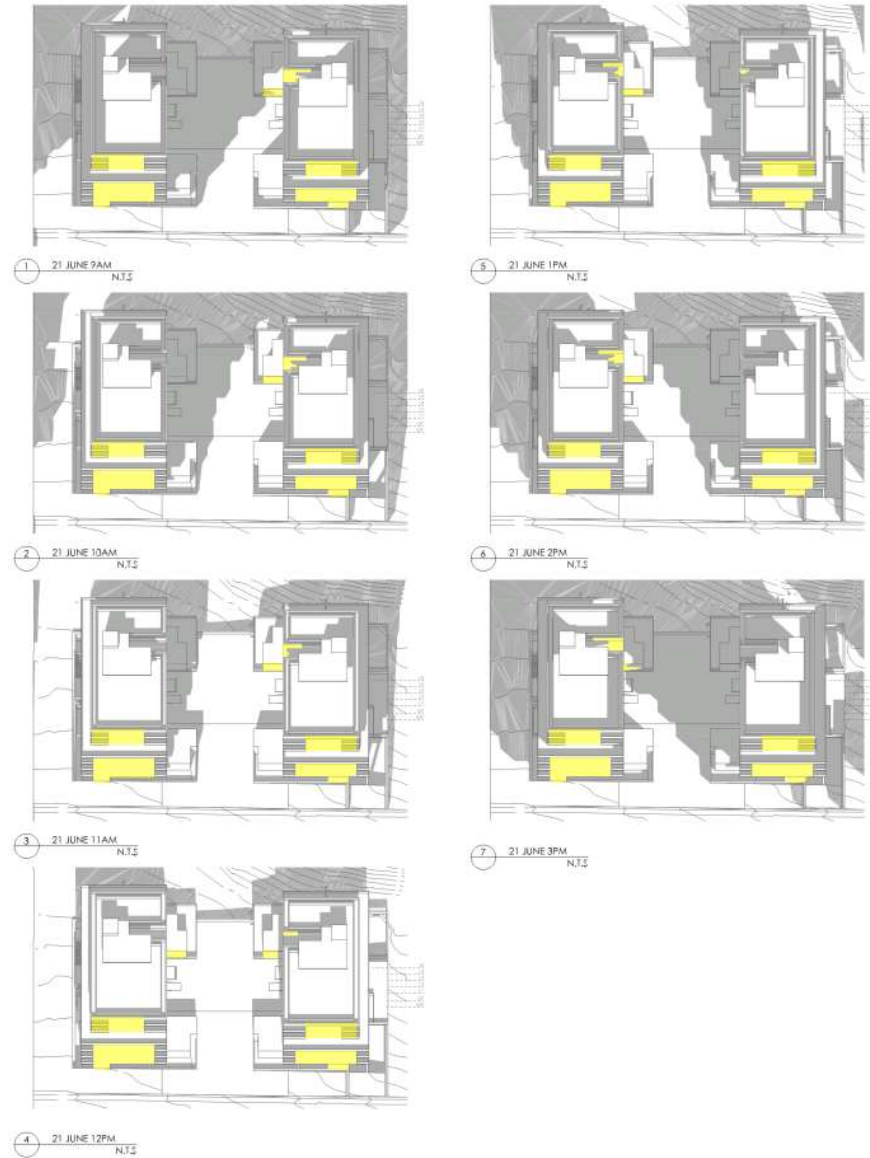 1
21 JUNE 9AM
N.T.S
2
21 JUNE 10AM
N.T.S
3
21 JUNE 11AM
N.T.S
4
21 JUNE 12PM
N.T.S
5
21 JUNE 1PM
N.T.S
6
21 JUNE 2PM
N.T.S
7
21 JUNE 3PM
N.T.S